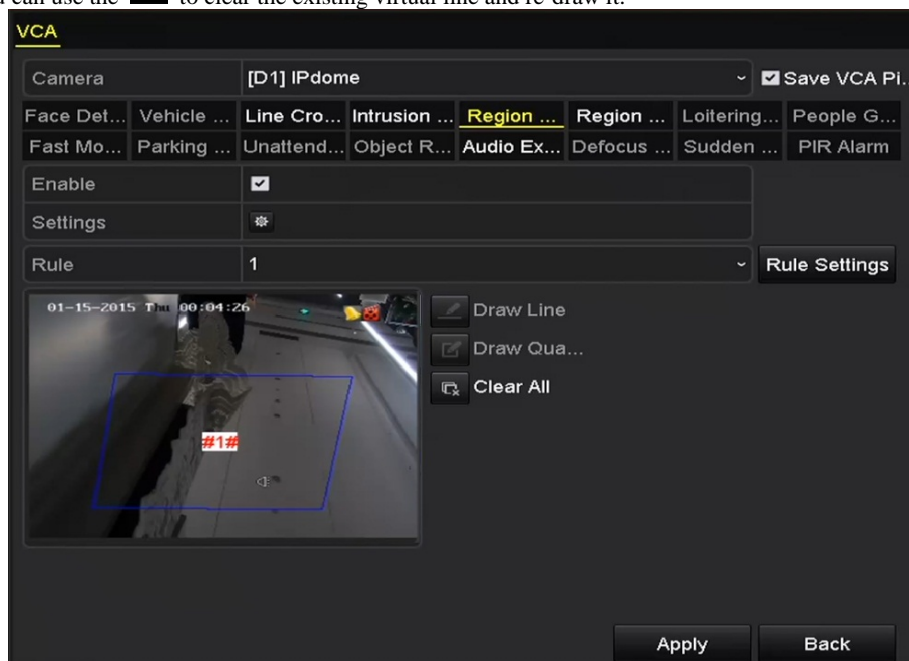 can use the to clear the existing virtual line and re-draw it.
VCA
Camera [D1] IPdome Save VCA Pi..
Face Det... Vehicle ... Line Cro... Intrusion ... Region ... Region ... Loitering... People G...
Fast Mo... Parking ... Unattend... Object R... Audio Ex... Defocus ... Sudden ... PIR Alarm
Enable
Settings
Rule 1 Rule Settings
01-15-2015 Thu 00:04:26
Draw Line
Draw Qua...
Clear All
#1#
Apply Back